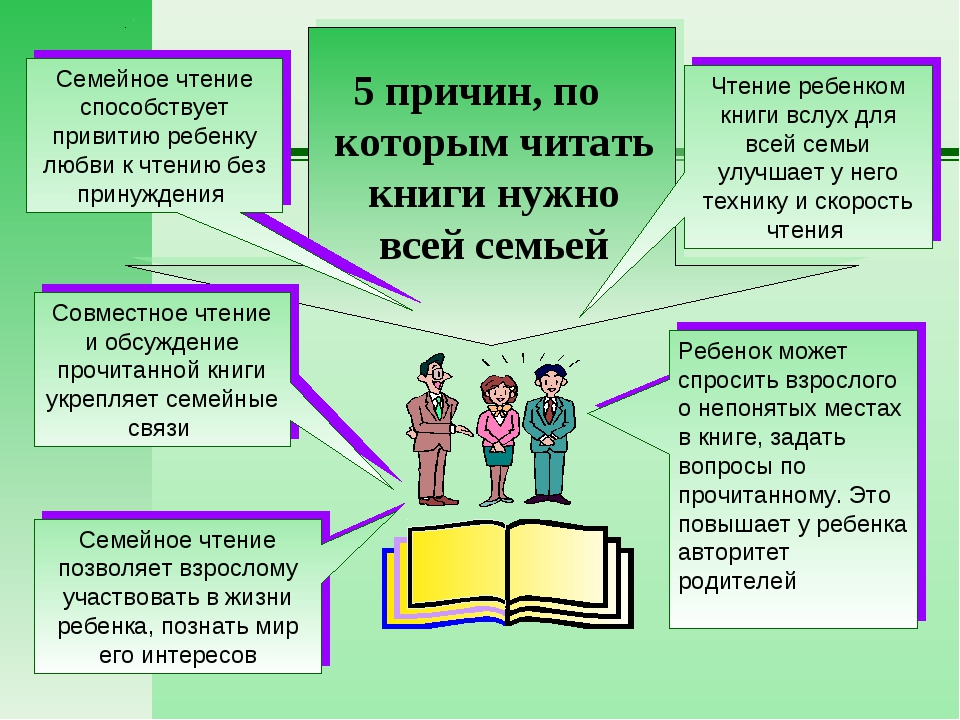 5 причин, по
которым читать
книги нужно
всей семьей
Семейное чтение
способствует
привитию ребенку
любви к чтению без
принуждения
Чтение ребенком
книги вслух для
всей семьи
улучшает у него
технику и скорость
чтения
Совместное чтение
и обсуждение
прочитанной книги
укрепляет семейные
связи
Ребенок может
спросить взрослого
о непонятых местах
в книге, задать
вопросы по
прочитанному. Это
повышает у ребенка
авторитет
родителей
Семейное чтение
позволяет взрослому
участвовать в жизни
ребенка, познать мир
его интересов